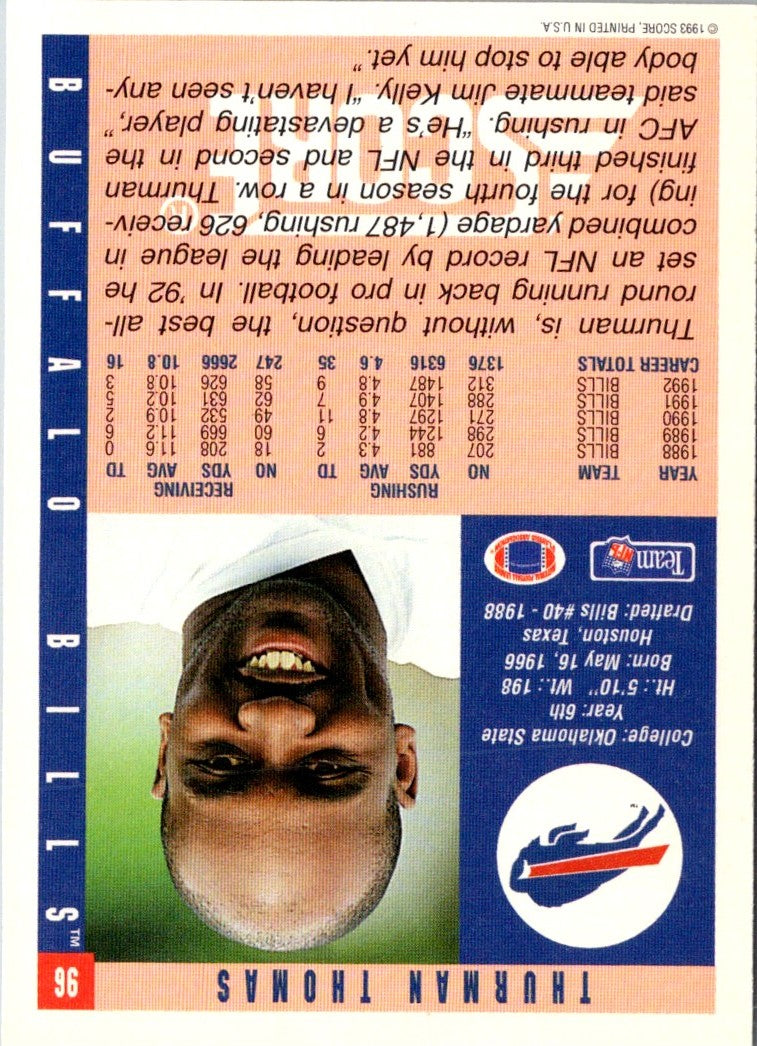 THURMAN THOMAS
96
BUFFALO BILLS™
College: Oklahoma State
Year: 6th
Ht.: 5'10" Wt.: 198
Born: May 16, 1966
Houston, Texas
Drafted: Bills #40 - 1988
Team NFL
RUSHING RECEIVING
YEAR TEAM NO YDS AVG TD NO YDS AVG TD
1988 BILLS 207 881 4.3 2 18 208 11.6 0
1989 BILLS 298 1244 4.2 6 60 669 11.2 6
1990 BILLS 271 1297 4.8 11 49 532 10.9 2
1991 BILLS 288 1407 4.9 7 62 631 10.2 5
1992 BILLS 312 1487 4.8 9 58 626 10.8 3
CAREER TOTALS 1376 6316 4.6 35 247 2666 10.8 16
SCORE®
Thurman is, without question, the best all-
round running back in pro football. In '92 he
set an NFL record by leading the league in
combined yardage (1,487 rushing, 626 receiv-
ing) for the fourth season in a row. Thurman
finished third in the NFL and second in the
AFC in rushing. "He's a devastating player,"
said teammate Jim Kelly. "I haven't seen any-
body able to stop him yet."
© 1993 SCORE, PRINTED IN U.S.A.